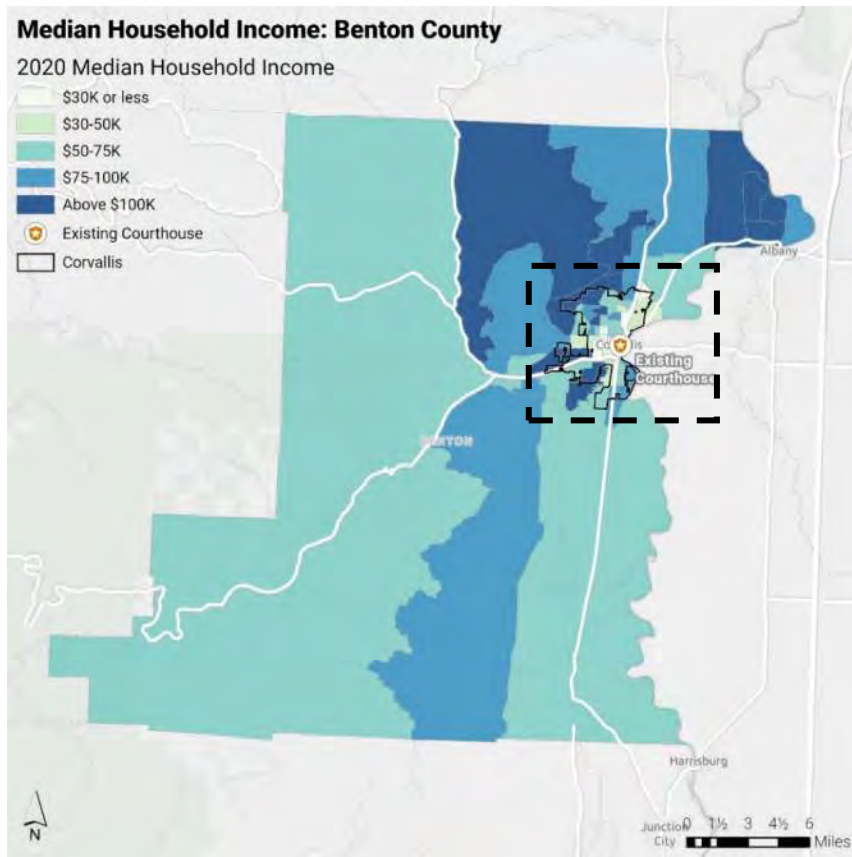 Median Household Income: Benton County
2020 Median Household Income
$30K or less
$30-50K
$50-75K
$75-100K
Above $100K
Existing Courthouse
Corvallis
Albany
Existing
Courthouse
BENTON
Harrisburg
Junction
City
0 1½ 3 4½ 6
Miles
N